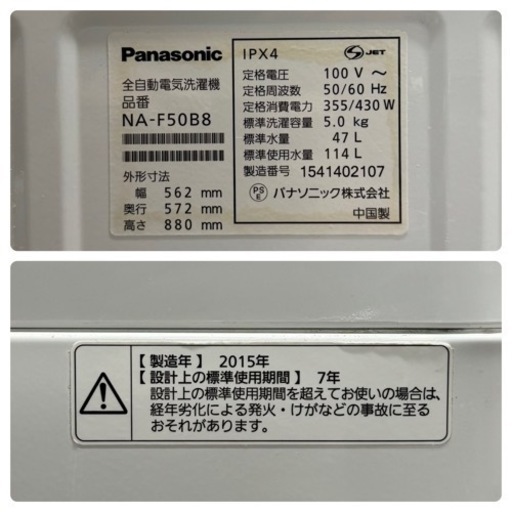 Panasonic
全自動電気洗濯機
品番
NA-F50B8
外形寸法
幅 562 mm
奥行 572 mm
高さ 880 mm
IPX4
S JET
定格電圧 100 V ~
定格周波数 50/60 Hz
定格消費電力 355/430 W
標準洗濯容量 5.0 kg
標準水量 47 L
標準使用水量 114 L
製造番号 1541402107
PS E パナソニック株式会社
中国製
【製造年】 2015年
【設計上の標準使用期間】 7年
設計上の標準使用期間を超えてお使いの場合は、
経年劣化による発火・けがなどの事故に至る
おそれがあります。